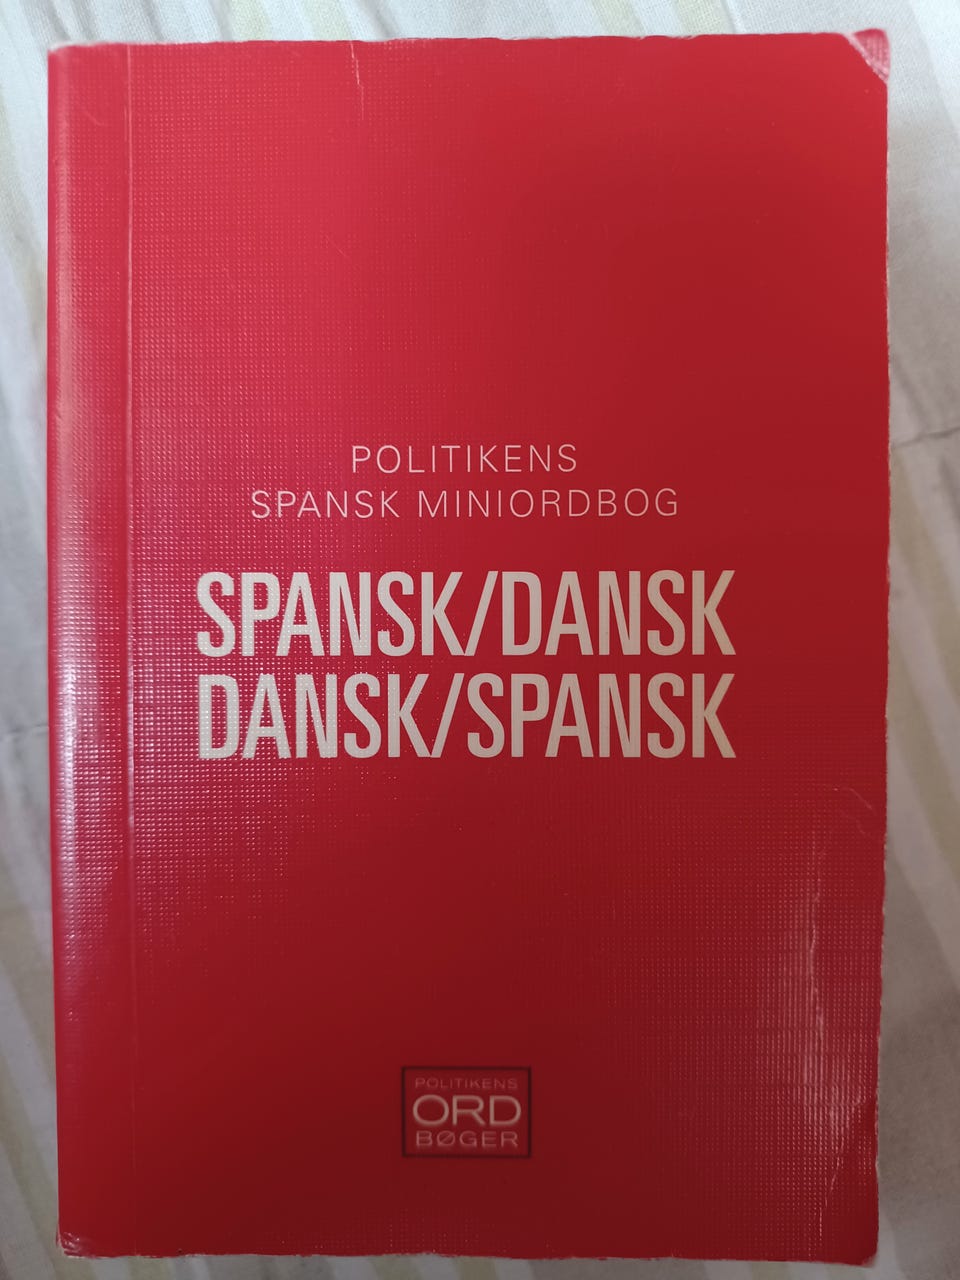 POLITIKENS
SPANSK MINIORDBOG
SPANSK/DANSK
DANSK/SPANSK
POLITIKENS
ORD
BØGER